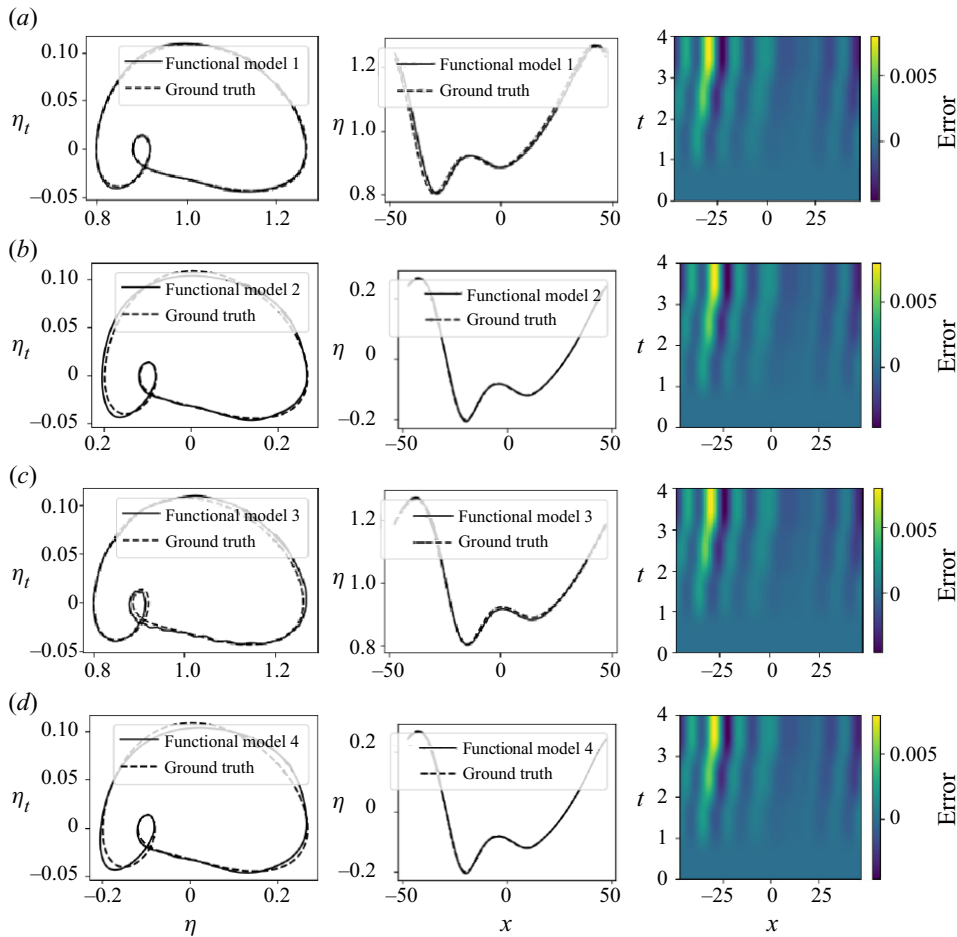 (a)
0.10
0.05
0
−0.05
η_t
0.8 1.0 1.2
Functional model 1
Ground truth
1.2
1.0
0.8
η
−50 0 50
x
Functional model 1
Ground truth
4
3
2
1
0
t
−25 0 25
0.005
0
Error
(b)
0.10
0.05
0
−0.05
η_t
0.2 0 0.2
Functional model 2
Ground truth
0.2
0
−0.2
η
−50 0 50
Functional model 2
Ground truth
4
3
2
1
0
t
−25 0 25
0.005
0
Error
(c)
0.10
0.05
0
−0.05
η_t
0.8 1.0 1.2
Functional model 3
Ground truth
1.2
1.0
0.8
η
−50 0 50
x
Functional model 3
Ground truth
4
3
2
1
0
t
−25 0 25
0.005
0
Error
(d)
0.10
0.05
0
−0.05
η_t
−0.2 0 0.2
η
Functional model 4
Ground truth
0.2
0
−0.2
η
−50 0 50
x
Functional model 4
Ground truth
4
3
2
1
0
t
−25 0 25
x
0.005
0
Error